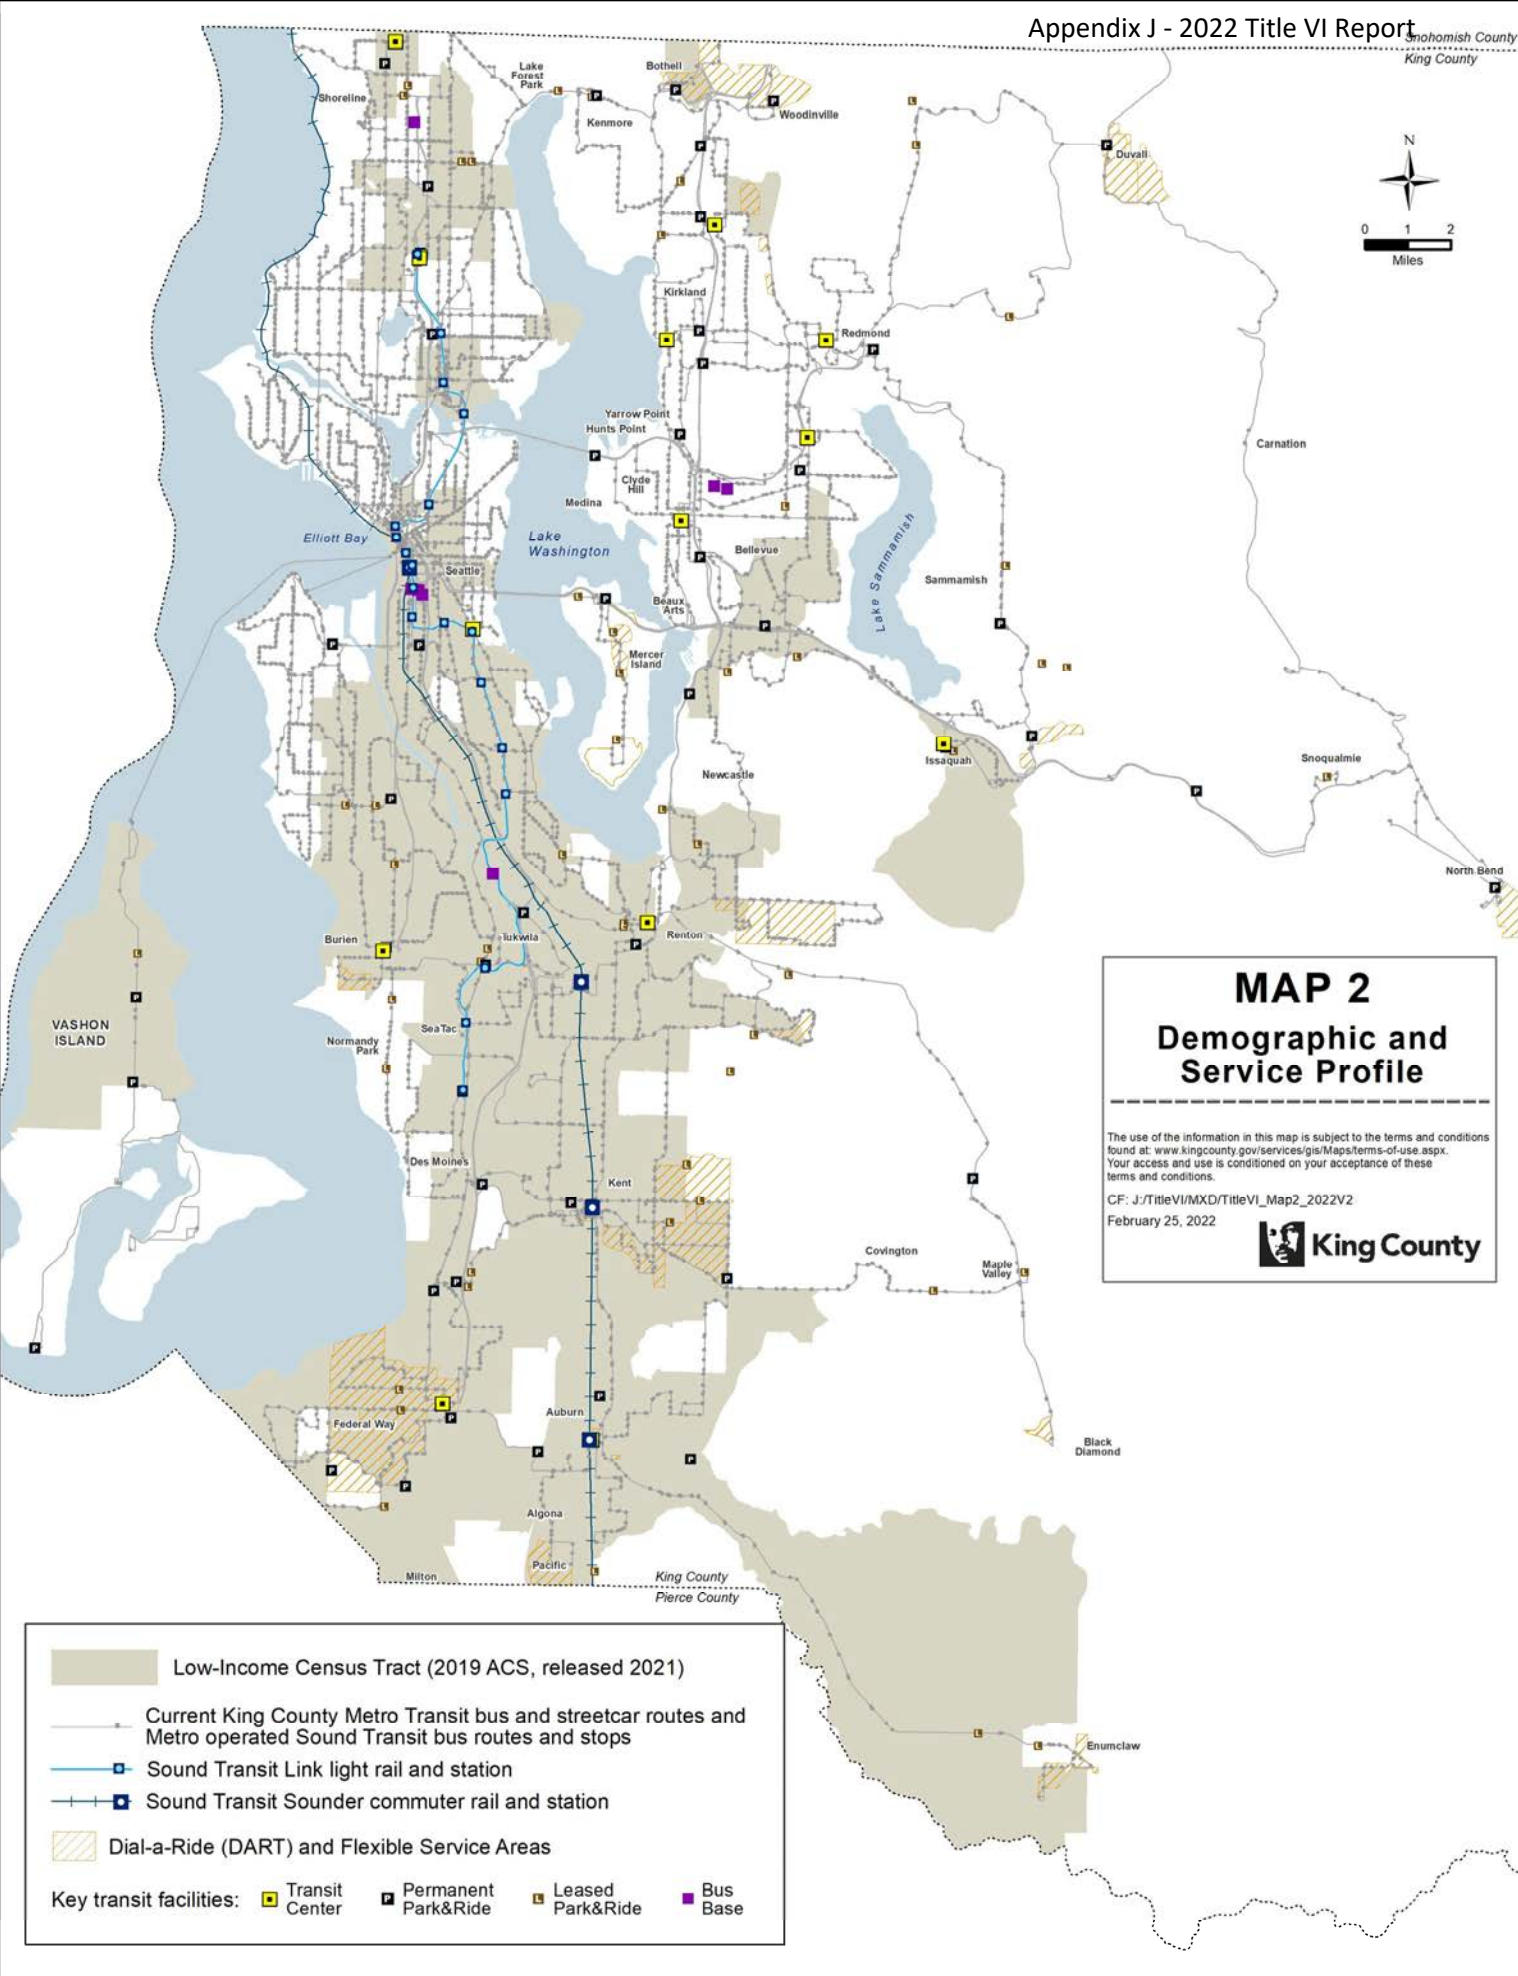 Appendix J - 2022 Title VI Report
Snohomish County
King County
Lake
Forest
Park
Bothell
Shoreline
Kenmore
Woodinville
Duvall
N
0 1 2
Miles
Kirkland
Redmond
Yarrow Point
Hunts Point
Carnation
Clyde
Hill
Medina
Elliott Bay
Lake
Washington
Bellevue
Seattle
Lake Sammamish
Sammamish
Beaux
Arts
Mercer
Island
Newcastle
Issaquah
Snoqualmie
North Bend
Burien
Tukwila
Renton
VASHON
ISLAND
SeaTac
Normandy
Park
MAP 2
Demographic and
Service Profile
The use of the information in this map is subject to the terms and conditions
found at: www.kingcounty.gov/services/gis/Maps/terms-of-use.aspx.
Your access and use is conditioned on your acceptance of these
terms and conditions.
CF: J:/TitleVI/MXD/TitleVI_Map2_2022V2
February 25, 2022
King County
Des Moines
Kent
Covington
Maple
Valley
Federal Way
Auburn
Black
Diamond
Algona
Pacific
Milton
King County
Pierce County
Enumclaw
Low-Income Census Tract (2019 ACS, released 2021)
Current King County Metro Transit bus and streetcar routes and
Metro operated Sound Transit bus routes and stops
Sound Transit Link light rail and station
Sound Transit Sounder commuter rail and station
Dial-a-Ride (DART) and Flexible Service Areas
Key transit facilities:
Transit
Center
P
Permanent
Park&Ride
L
Leased
Park&Ride
Bus
Base